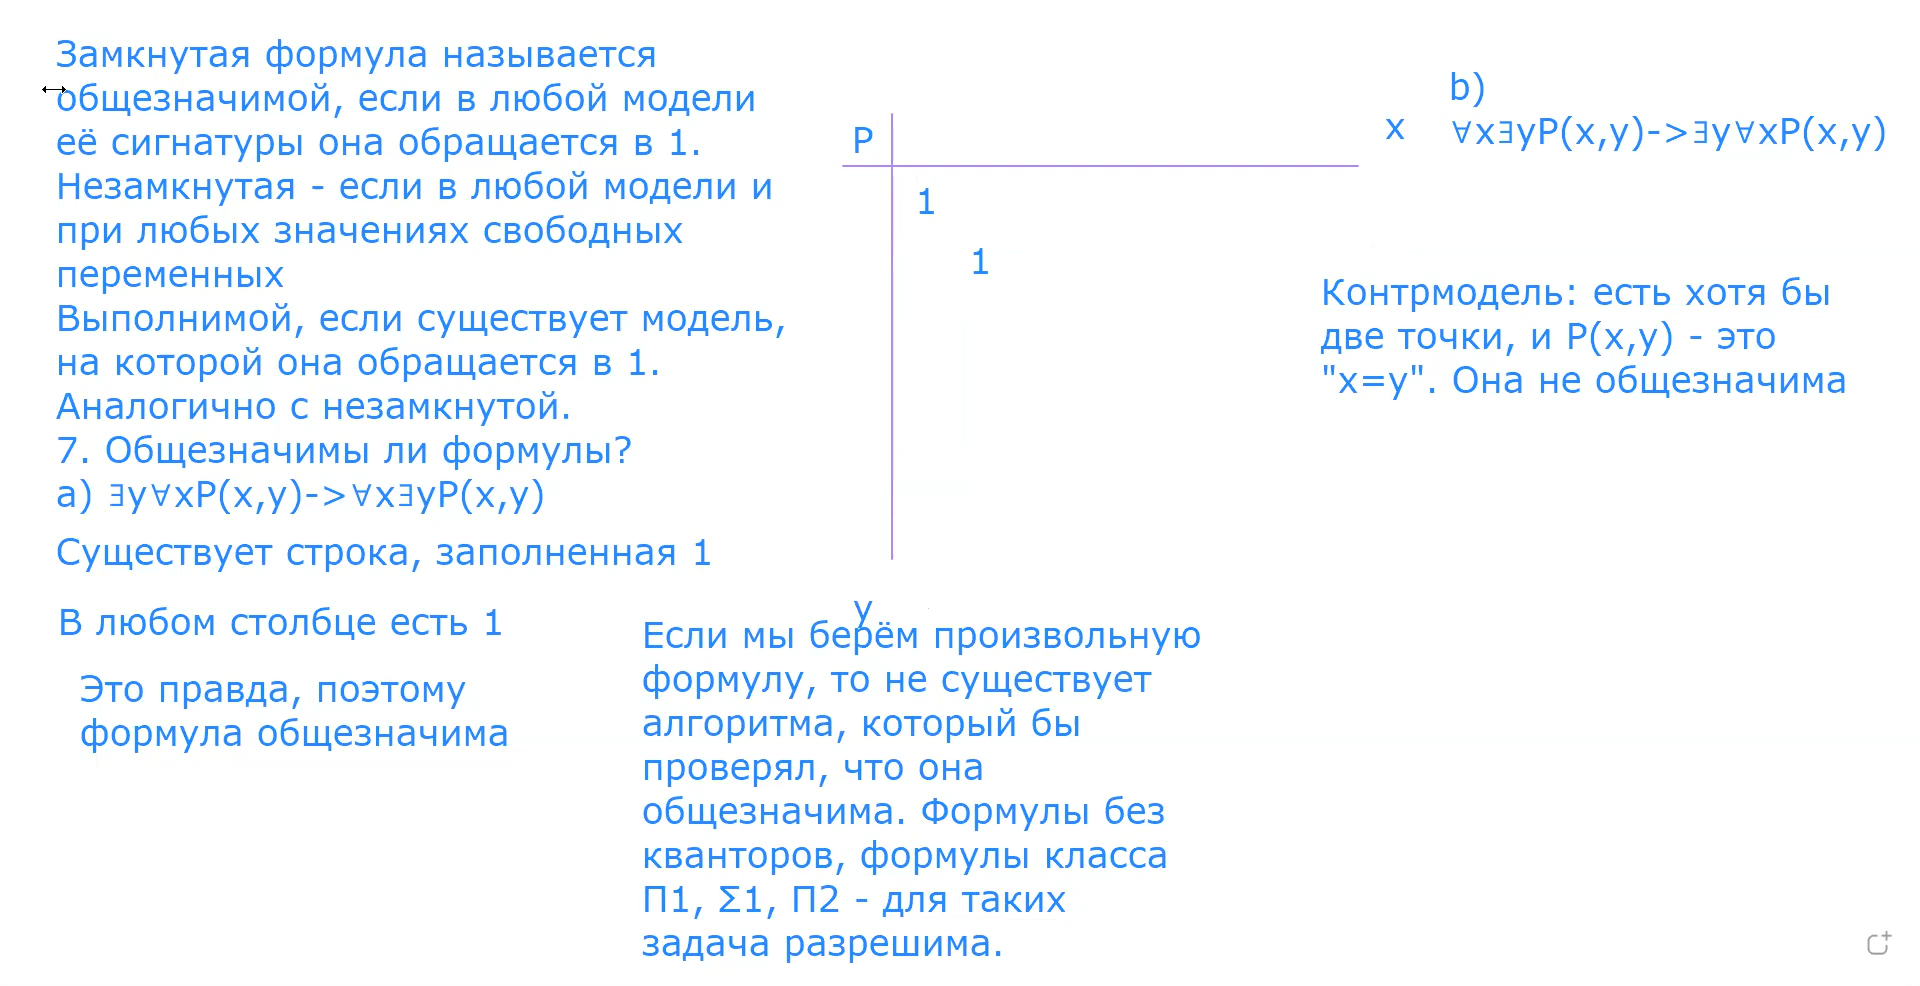 Замкнутая формула называется
общезначимой, если в любой модели
её сигнатуры она обращается в 1.
Незамкнутая - если в любой модели и
при любых значениях свободных
переменных
Выполнимой, если существует модель,
на которой она обращается в 1.
Аналогично с незамкнутой.
7. Общезначимы ли формулы?
a) ∃y∀xP(x,y)->∀x∃yP(x,y)
Существует строка, заполненная 1
В любом столбце есть 1
Это правда, поэтому
формула общезначима
P
x
1
1
y
Если мы берём произвольную
формулу, то не существует
алгоритма, который бы
проверял, что она
общезначима. Формулы без
кванторов, формулы класса
П1, Σ1, П2 - для таких
задача разрешима.
b)
∀x∃yP(x,y)->∃y∀xP(x,y)
Контрмодель: есть хотя бы
две точки, и P(x,y) - это
"x=y". Она не общезначима